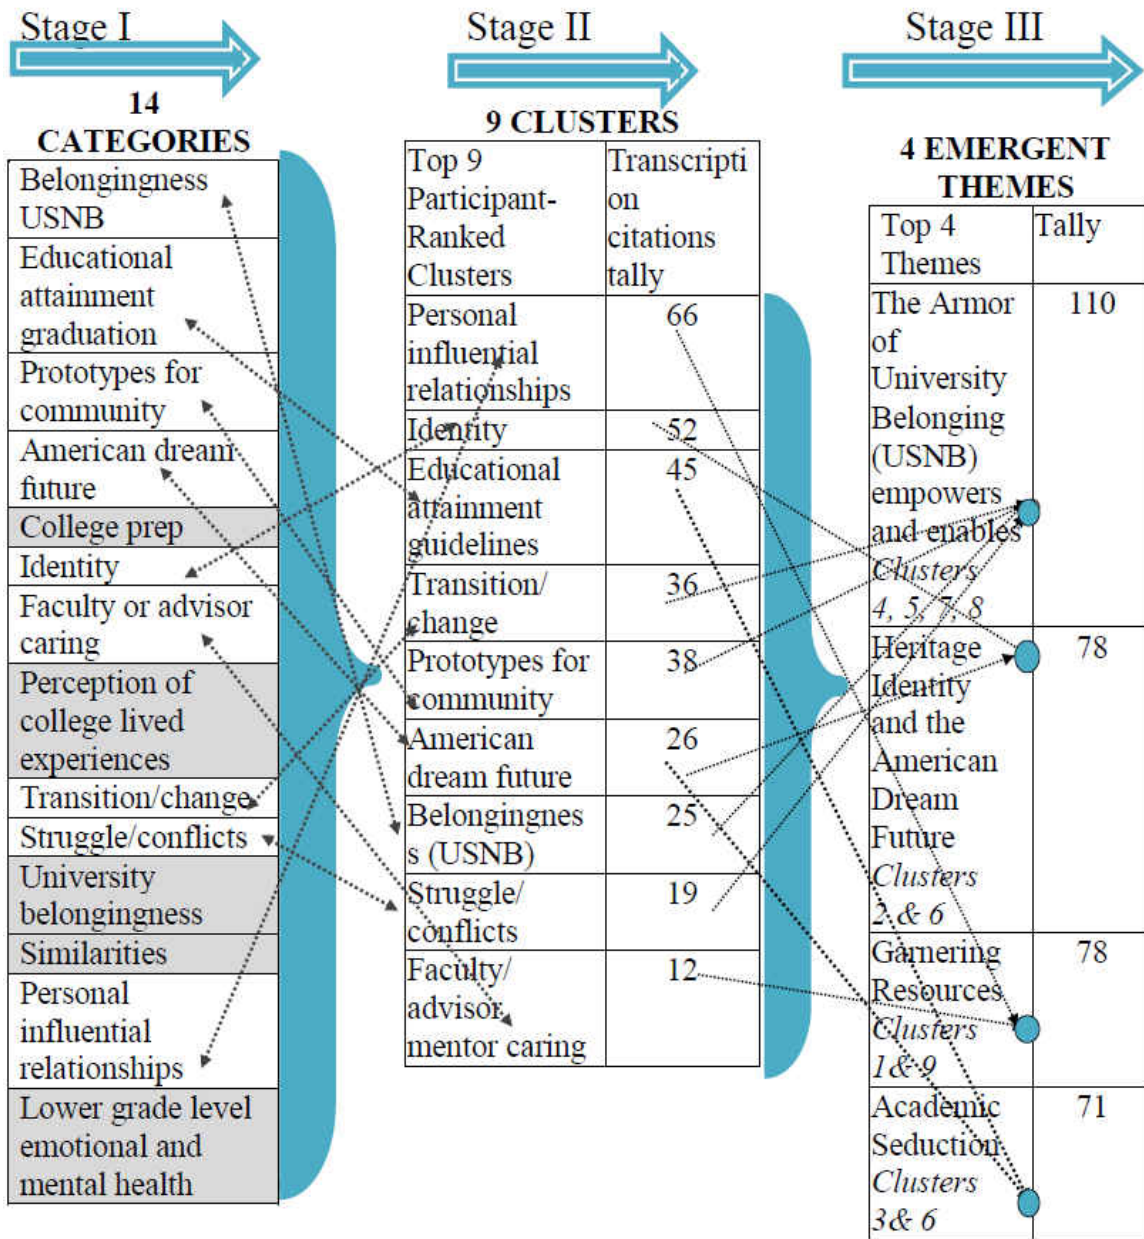 Stage I
Stage II
Stage III
14
CATEGORIES
Belongingness
USNB
Educational
attainment
graduation
Prototypes for
community
American dream
future
College prep
Identity
Faculty or advisor
caring
Perception of
college lived
experiences
Transition/change
Struggle/conflicts
University
belongingness
Similarities
Personal
influential
relationships
Lower grade level
emotional and
mental health
9 CLUSTERS
Top 9
Participant-
Ranked
Clusters
Transcripti
on
citations
tally
Personal
influential
relationships
66
Identity
52
Educational
attainment
guidelines
45
Transition/
change
36
Prototypes for
community
38
American
dream future
26
Belongingnes
s (USNB)
25
Struggle/
conflicts
19
Faculty/
advisor
mentor caring
12
4 EMERGENT
THEMES
Top 4
Themes
Tally
The Armor
of
University
Belonging
(USNB)
empowers
and enables
Clusters
4, 5, 7, 8
110
Heritage
Identity
and the
American
Dream
Future
Clusters
2 & 6
78
Garnering
Resources
Clusters
1& 9
78
Academic
Seduction
Clusters
3& 6
71